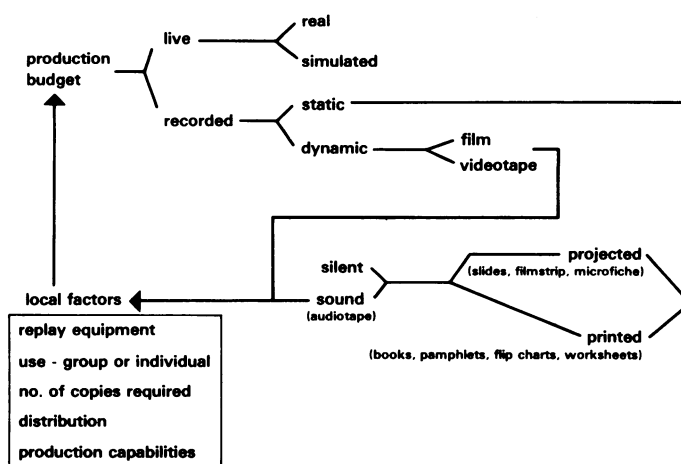 real
live
production
budget
simulated
static
recorded
film
dynamic
videotape
projected
(slides, filmstrip, microfiche)
silent
local factors
sound
(audiotape)
printed
(books, pamphlets, flip charts, worksheets)
replay equipment
use - group or individual
no. of copies required
distribution
production capabilities